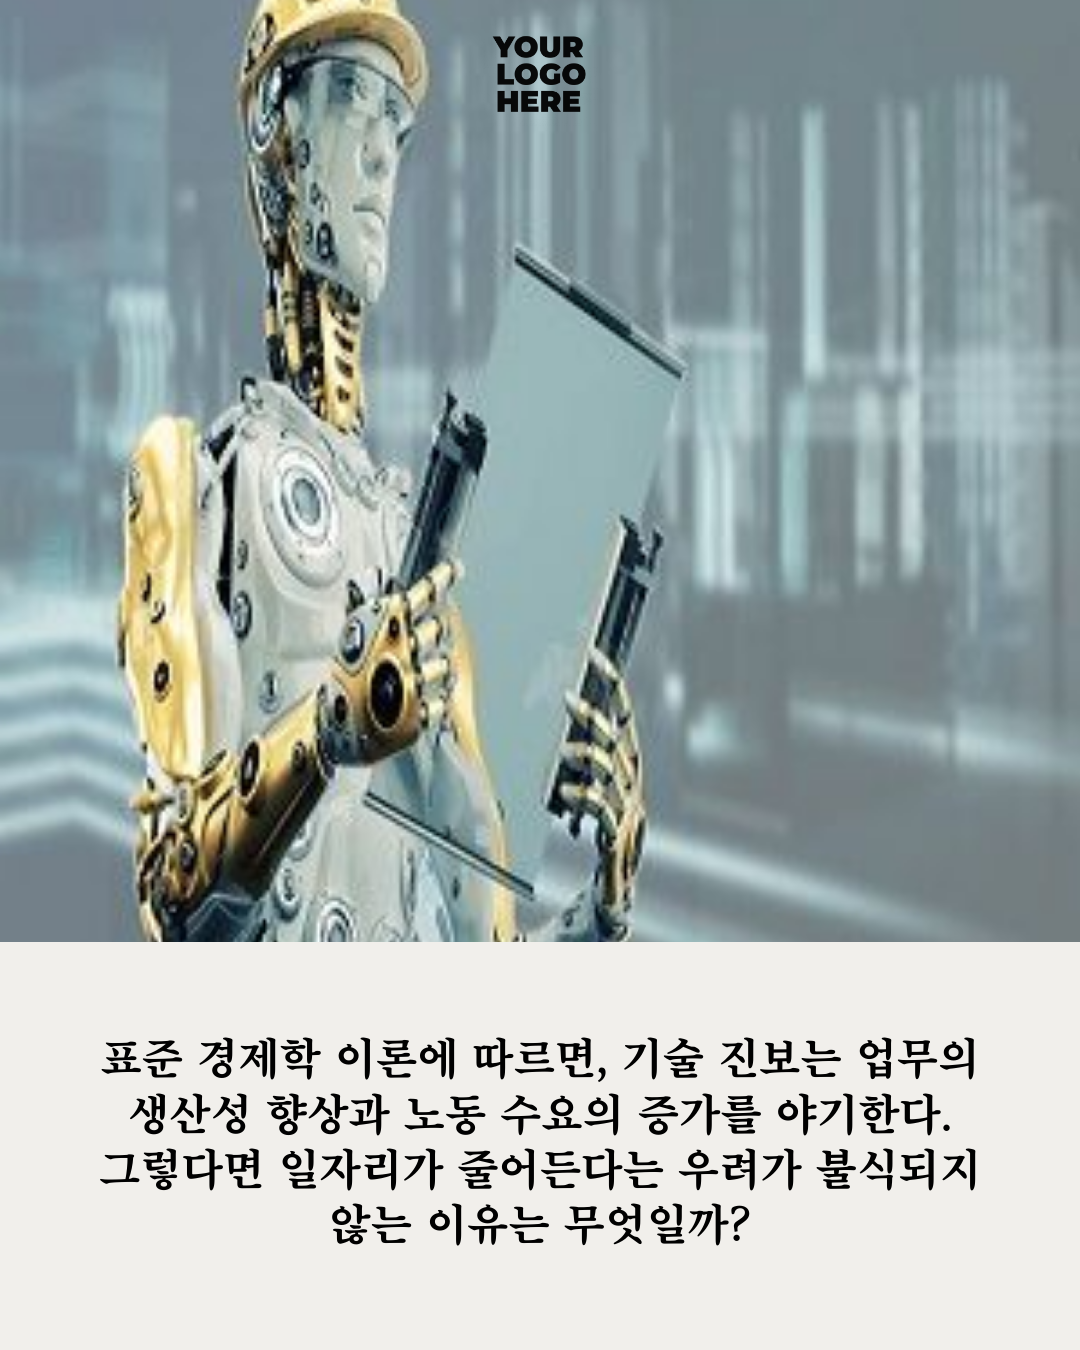 YOUR
LOGO
HERE
표준 경제학 이론에 따르면, 기술 진보는 업무의
생산성 향상과 노동 수요의 증가를 야기한다.
그렇다면 일자리가 줄어든다는 우려가 불식되지
않는 이유는 무엇일까?